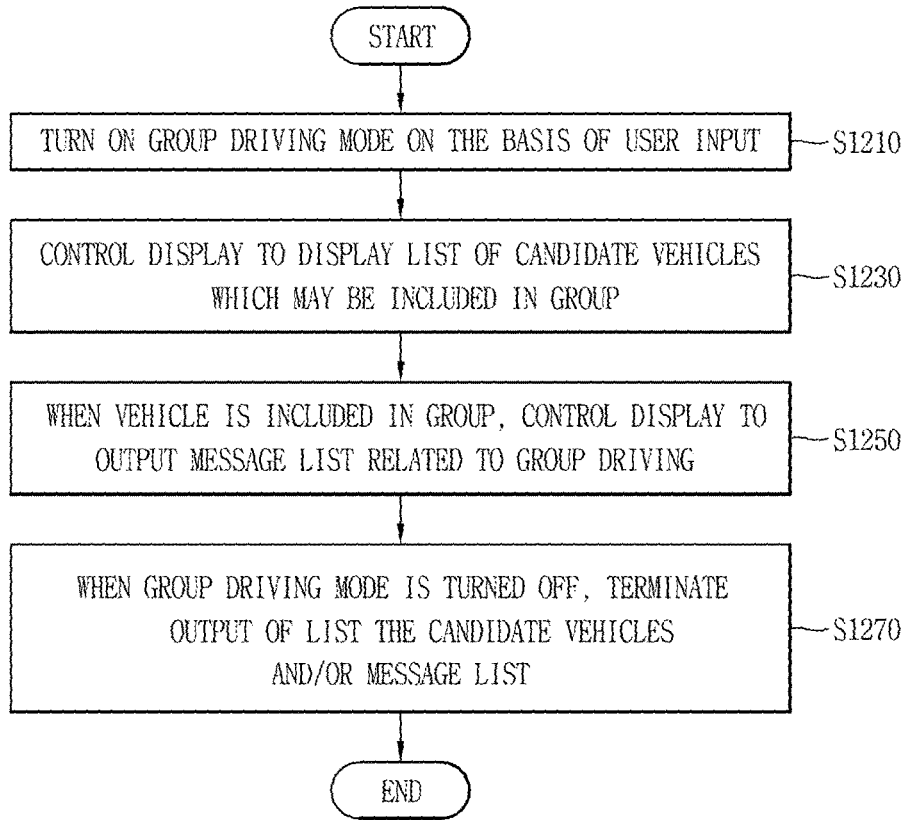 START
TURN ON GROUP DRIVING MODE ON THE BASIS OF USER INPUT
S1210
CONTROL DISPLAY TO DISPLAY LIST OF CANDIDATE VEHICLES
WHICH MAY BE INCLUDED IN GROUP
S1230
WHEN VEHICLE IS INCLUDED IN GROUP, CONTROL DISPLAY TO
OUTPUT MESSAGE LIST RELATED TO GROUP DRIVING
S1250
WHEN GROUP DRIVING MODE IS TURNED OFF, TERMINATE
OUTPUT OF LIST THE CANDIDATE VEHICLES
AND/OR MESSAGE LIST
S1270
END